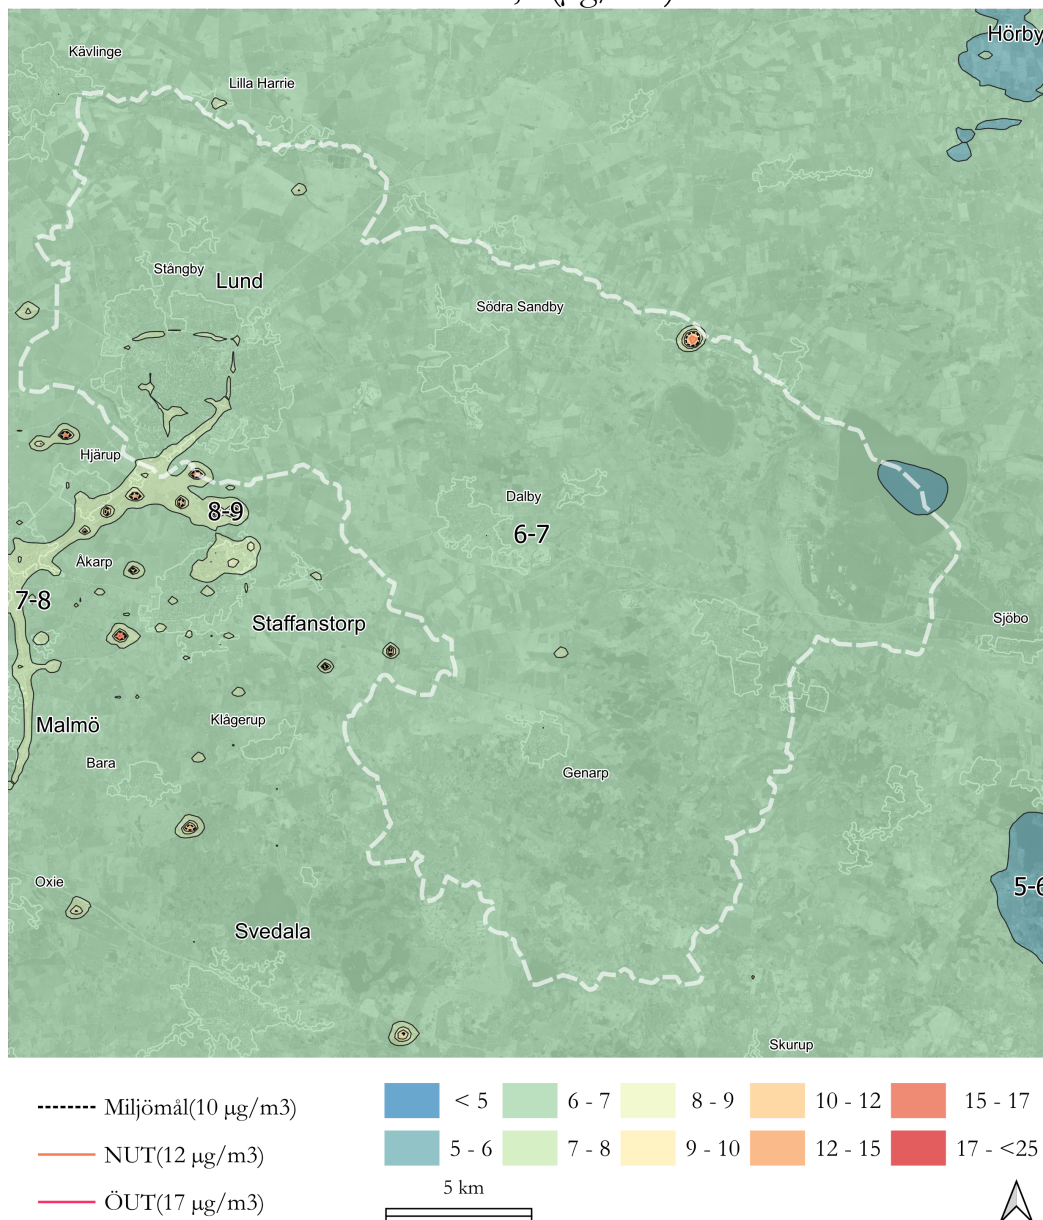 Hörby
Kävlinge
Lilla Harrie
Stångby
Lund
Södra Sandby
Hjärup
Dalby
8-9
6-7
Åkarp
7-8
Staffanstorp
Sjöbo
Malmö
Klågerup
Bara
Genarp
Oxie
5-6
Svedala
Skurup
Miljömål(10 µg/m3)
NUT(12 µg/m3)
ÖUT(17 µg/m3)
< 5
6 - 7
8 - 9
10 - 12
15 - 17
5 - 6
7 - 8
9 - 10
12 - 15
17 - <25
5 km